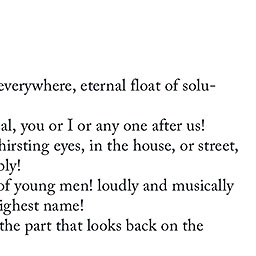 everywhere, eternal float of solu-
al, you or I or any one after us!
hirsting eyes, in the house, or street,
bly!
of young men! loudly and musically
ighest name!
the part that looks back on the